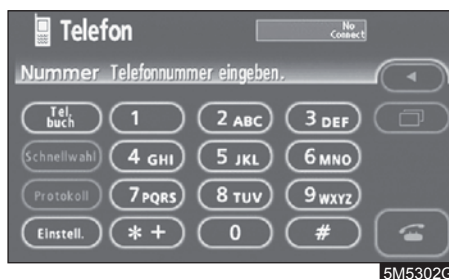 Telefon
No
Connect
Nummer Telefonnummer eingeben.
Tel.
buch
1
2 ABC
3 DEF
Schnellwahl
4 GHI
5 JKL
6 MNO
Protokoll
7 PQRS
8 TUV
9 WXYZ
Einstell.
* +
0
#
5M5302G